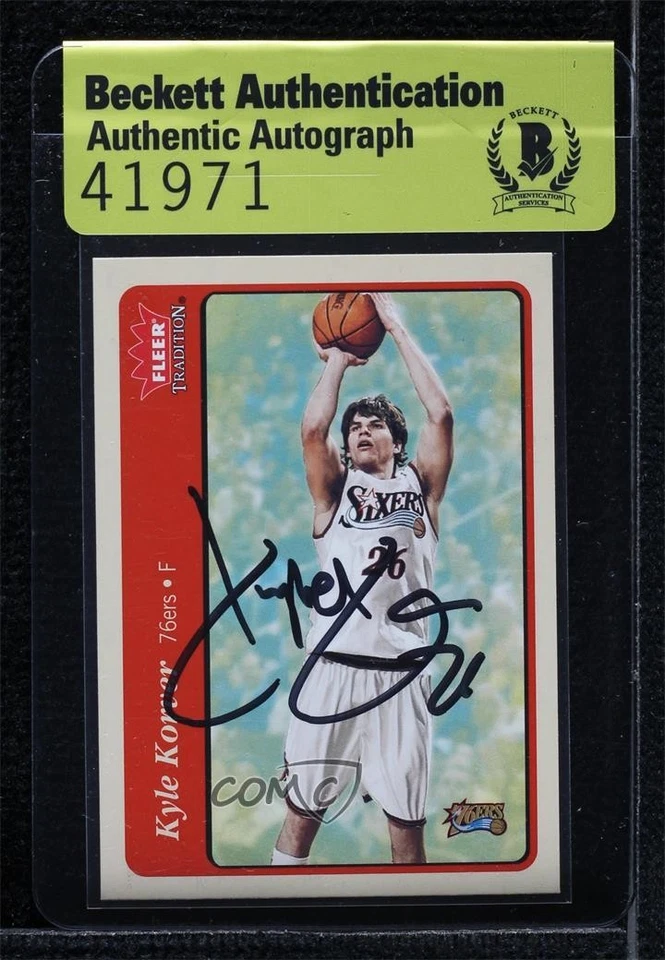 Beckett Authentication
Authentic Autograph
41971
BECKETT
B
AUTHENTICATION
SERVICES
FLEER®
TRADITION®
Kyle Korver 76ers • F
SIXERS
26
76ERS
COMC